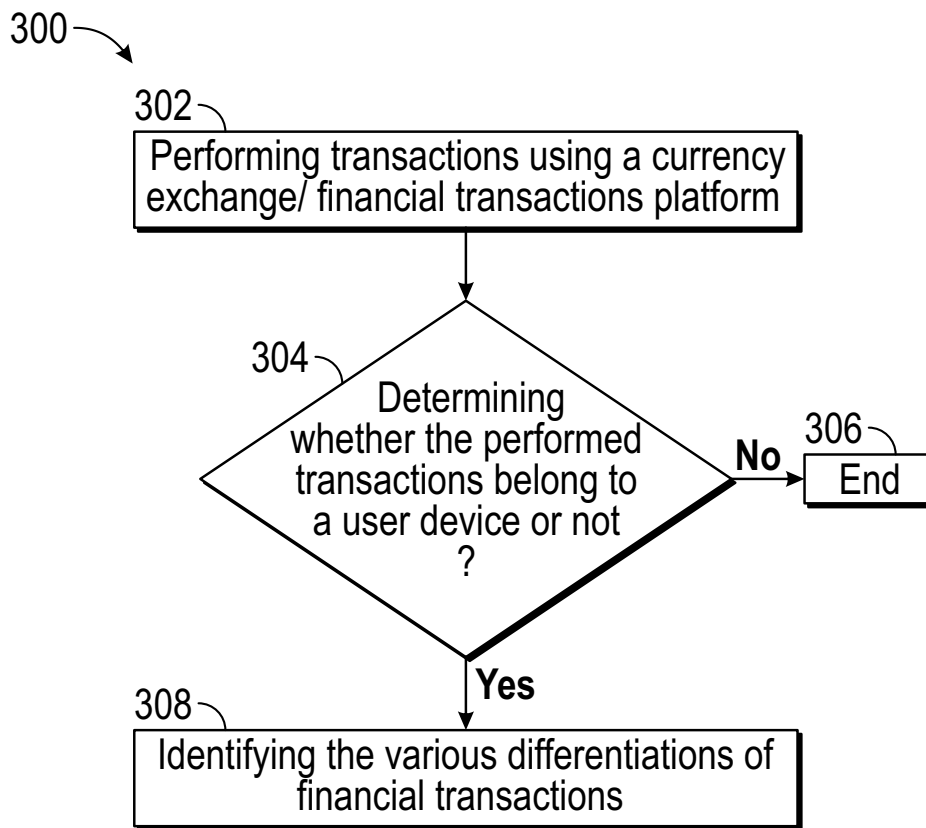 300
302
Performing transactions using a currency
exchange/ financial transactions platform
304
Determining
whether the performed
transactions belong to
a user device or not
?
No
306
End
Yes
308
Identifying the various differentiations of
financial transactions